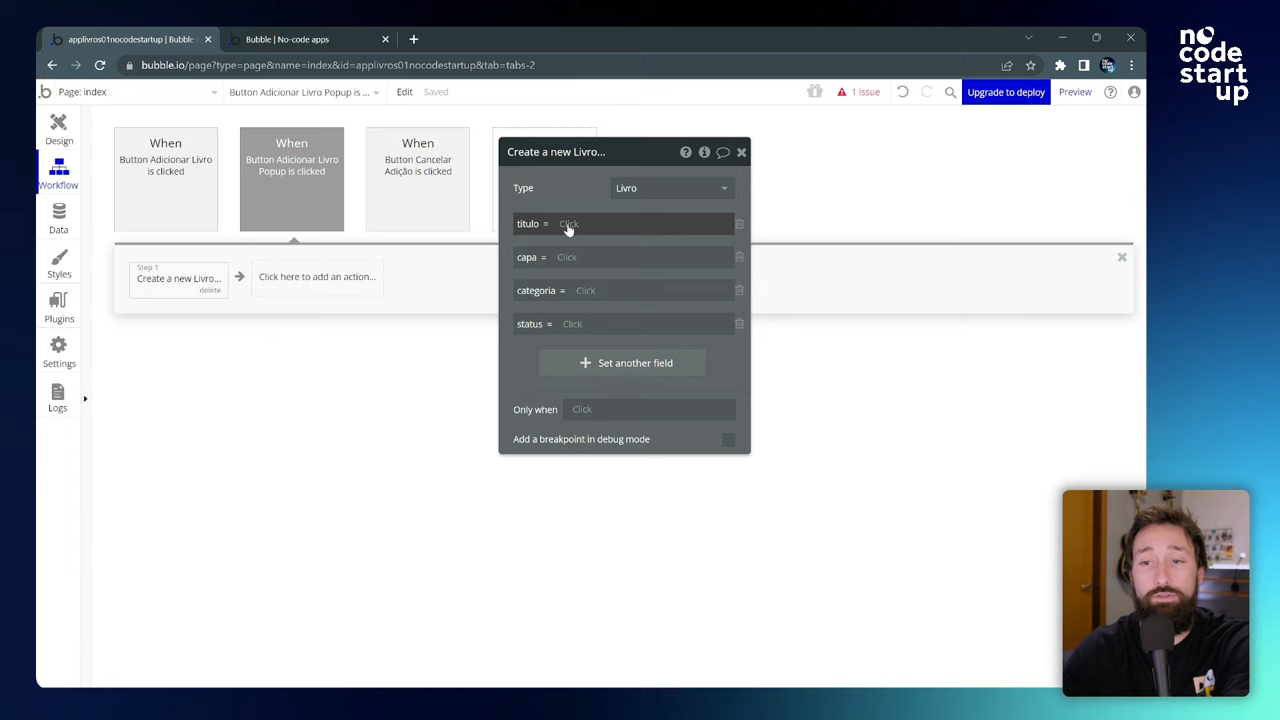 no
code
start
up
applivros01nocodestartup | Bubble
Bubble | No-code apps
bubble.io/page?type=page&name=index&id=applivros01nocodestartup&tab=tabs-2
Page: index
Button Adicionar Livro Popup is ...
Edit
Saved
1 issue
Upgrade to deploy
Preview
Design
Workflow
Data
Styles
Plugins
Settings
Logs
When
Button Adicionar Livro
is clicked
When
Button Adicionar Livro
Popup is clicked
When
Button Cancelar
Adição is clicked
Step 1
Create a new Livro...
delete
Click here to add an action...
Create a new Livro...
Type
Livro
titulo = Click
capa = Click
categoria = Click
status = Click
Set another field
Only when
Click
Add a breakpoint in debug mode